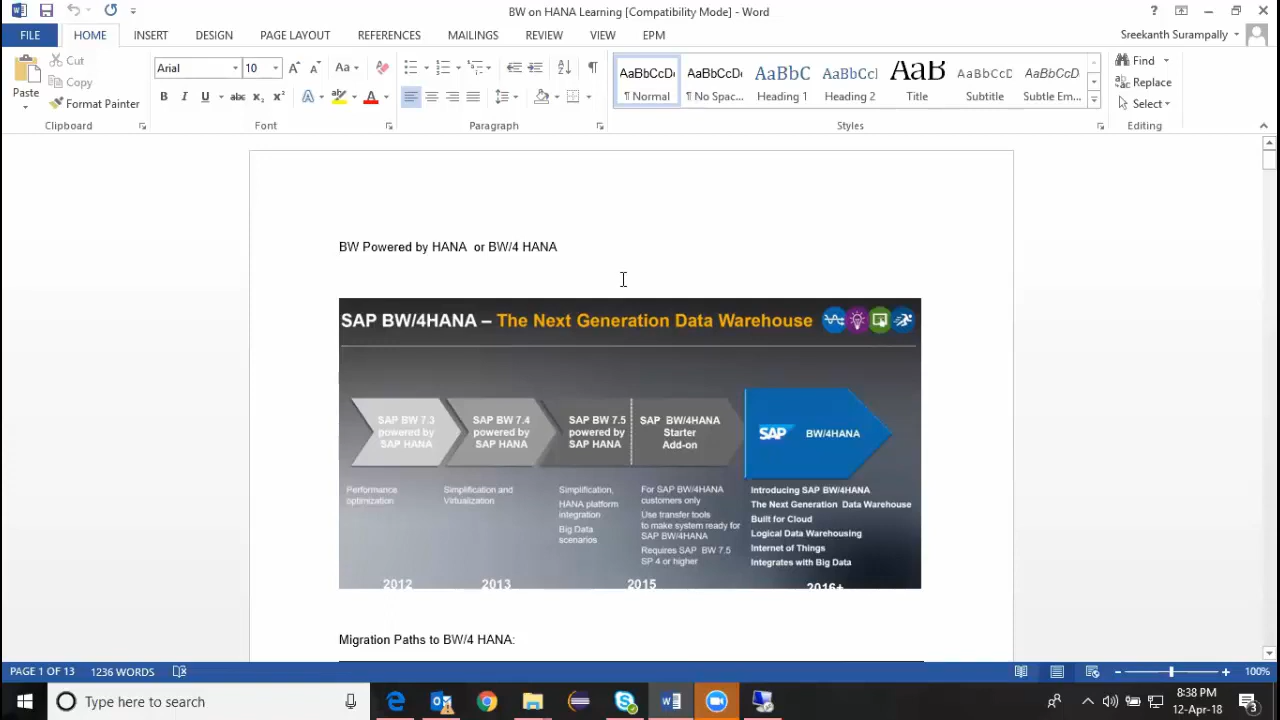 BW on HANA Learning [Compatibility Mode] - Word
?
FILE HOME INSERT DESIGN PAGE LAYOUT REFERENCES MAILINGS REVIEW VIEW EPM
Sreekanth Surampally
Paste
Cut
Copy
Format Painter
Clipboard
Arial 10
Font
Paragraph
AaBbCcDc AaBbCcDc AaBbC AaBbCcl AaB AaBbCcD AaBbCcD
¶ Normal ¶ No Spac... Heading 1 Heading 2 Title Subtitle Subtle Em...
Styles
Find
Replace
Select
Editing
BW Powered by HANA or BW/4 HANA
SAP BW/4HANA – The Next Generation Data Warehouse
SAP BW 7.3
powered by
SAP HANA
SAP BW 7.4
powered by
SAP HANA
SAP BW 7.5
powered by
SAP HANA
SAP BW/4HANA
Starter
Add-on
SAP BW/4HANA
Performance
optimization
Simplification and
Virtualization
Simplification,
HANA platform
integration
Big Data
scenarios
For SAP BW/4HANA
customers only
Use transfer tools
to make system ready for
SAP BW/4HANA
Requires SAP BW 7.5
SP 4 or higher
Introducing SAP BW/4HANA
The Next Generation Data Warehouse
Built for Cloud
Logical Data Warehousing
Internet of Things
Integrates with Big Data
2012 2013 2015 2016+
Migration Paths to BW/4 HANA:
PAGE 1 OF 13 1236 WORDS 100%
Type here to search
8:38 PM
12-Apr-18
3